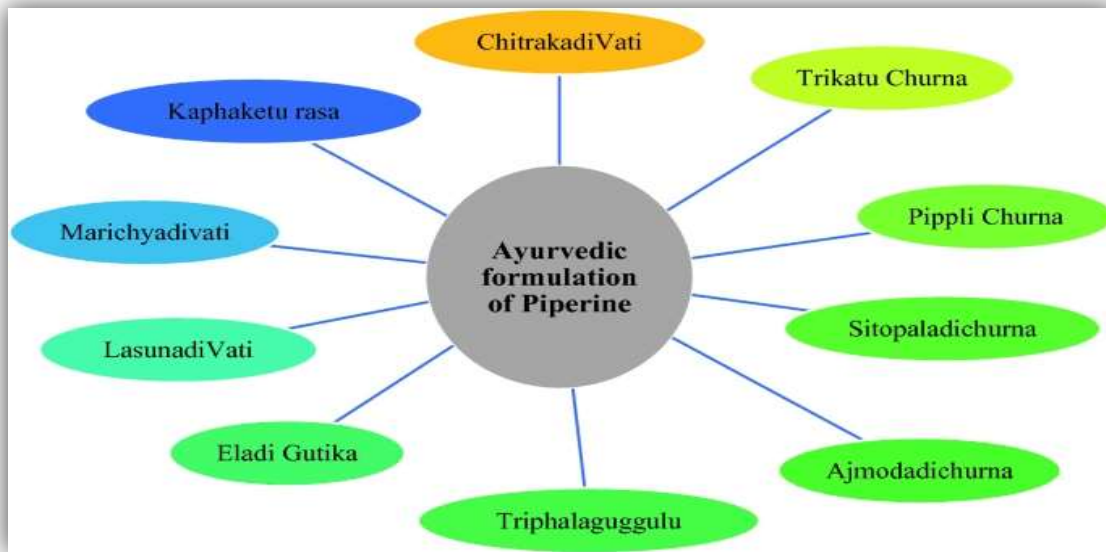 ChitrakadiVati
Trikatu Churna
Kaphaketu rasa
Pippli Churna
Marichyadivati
Ayurvedic
formulation
of Piperine
Sitopaladichurna
LasunadiVati
Eladi Gutika
Ajmodadichurna
Triphalaguggulu